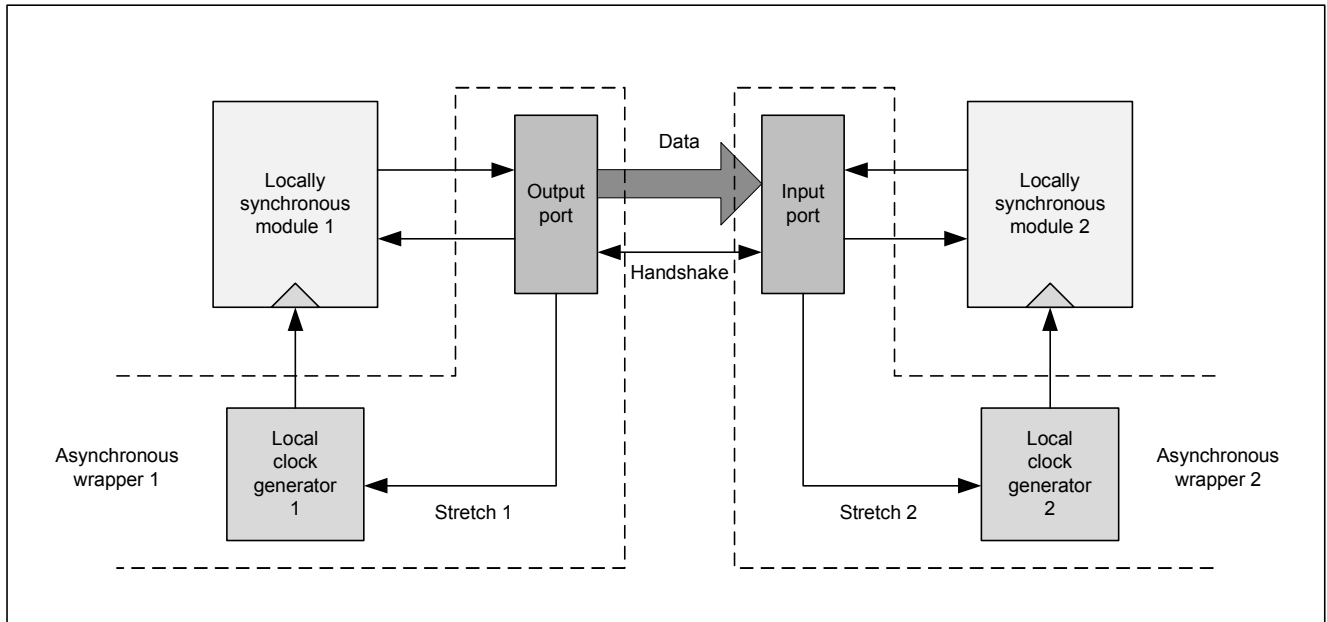 Data
Locally
synchronous
module 1
Output
port
Input
port
Locally
synchronous
module 2
Handshake
Asynchronous
wrapper 1
Local
clock
generator
1
Stretch 1
Stretch 2
Local
clock
generator
2
Asynchronous
wrapper 2